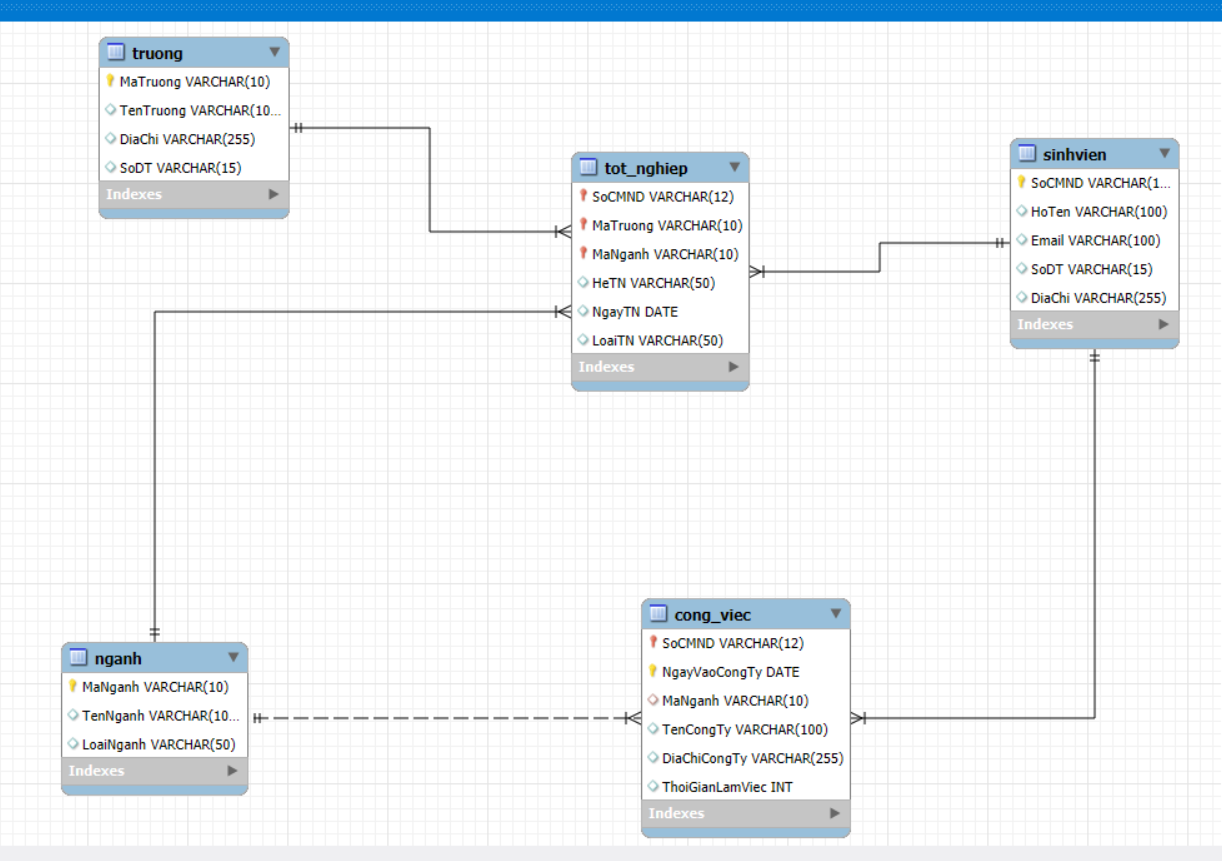 truong
MaTruong VARCHAR(10)
TenTruong VARCHAR(10...
DiaChi VARCHAR(255)
SoDT VARCHAR(15)
Indexes
tot_nghiep
SoCMND VARCHAR(12)
MaTruong VARCHAR(10)
MaNganh VARCHAR(10)
HeTN VARCHAR(50)
NgayTN DATE
LoaiTN VARCHAR(50)
Indexes
sinhvien
SoCMND VARCHAR(1...
HoTen VARCHAR(100)
Email VARCHAR(100)
SoDT VARCHAR(15)
DiaChi VARCHAR(255)
Indexes
nganh
MaNganh VARCHAR(10)
TenNganh VARCHAR(10...
LoaiNganh VARCHAR(50)
Indexes
cong_viec
SoCMND VARCHAR(12)
NgayVaoCongTy DATE
MaNganh VARCHAR(10)
TenCongTy VARCHAR(100)
DiaChiCongTy VARCHAR(255)
ThoiGianLamViec INT
Indexes